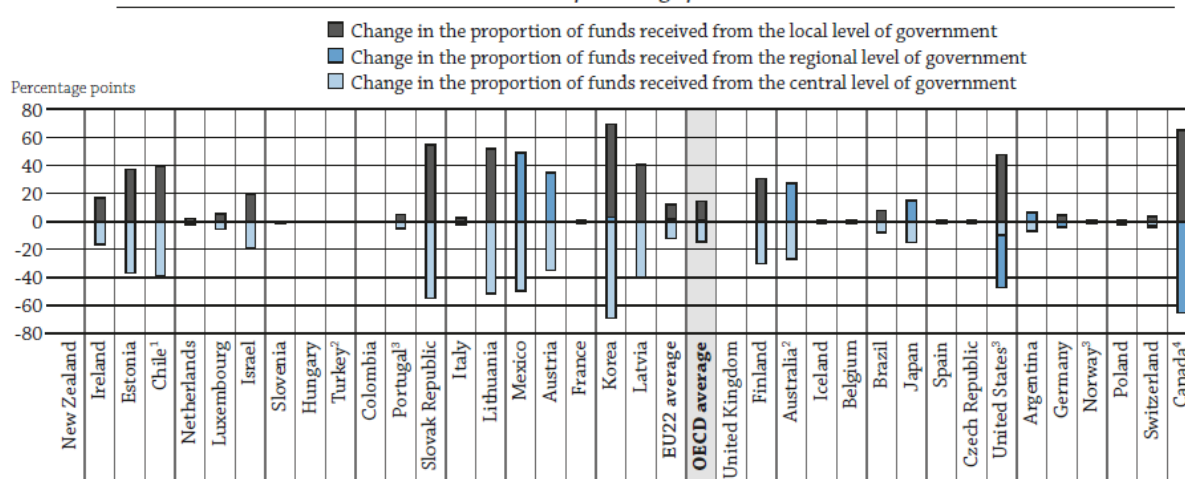 Change in the proportion of funds received from the local level of government
Change in the proportion of funds received from the regional level of government
Change in the proportion of funds received from the central level of government
Percentage points
80
60
40
20
0
-20
-40
-60
-80
New Zealand
Ireland
Estonia
Chile¹
Netherlands
Luxembourg
Israel
Slovenia
Hungary
Turkey²
Colombia
Portugal³
Slovak Republic
Italy
Lithuania
Mexico
Austria
France
Korea
Latvia
EU22 average
OECD average
United Kingdom
Finland
Australia²
Iceland
Belgium
Brazil
Japan
Spain
Czech Republic
United States³
Argentina
Germany
Norway³
Poland
Switzerland
Canada⁴